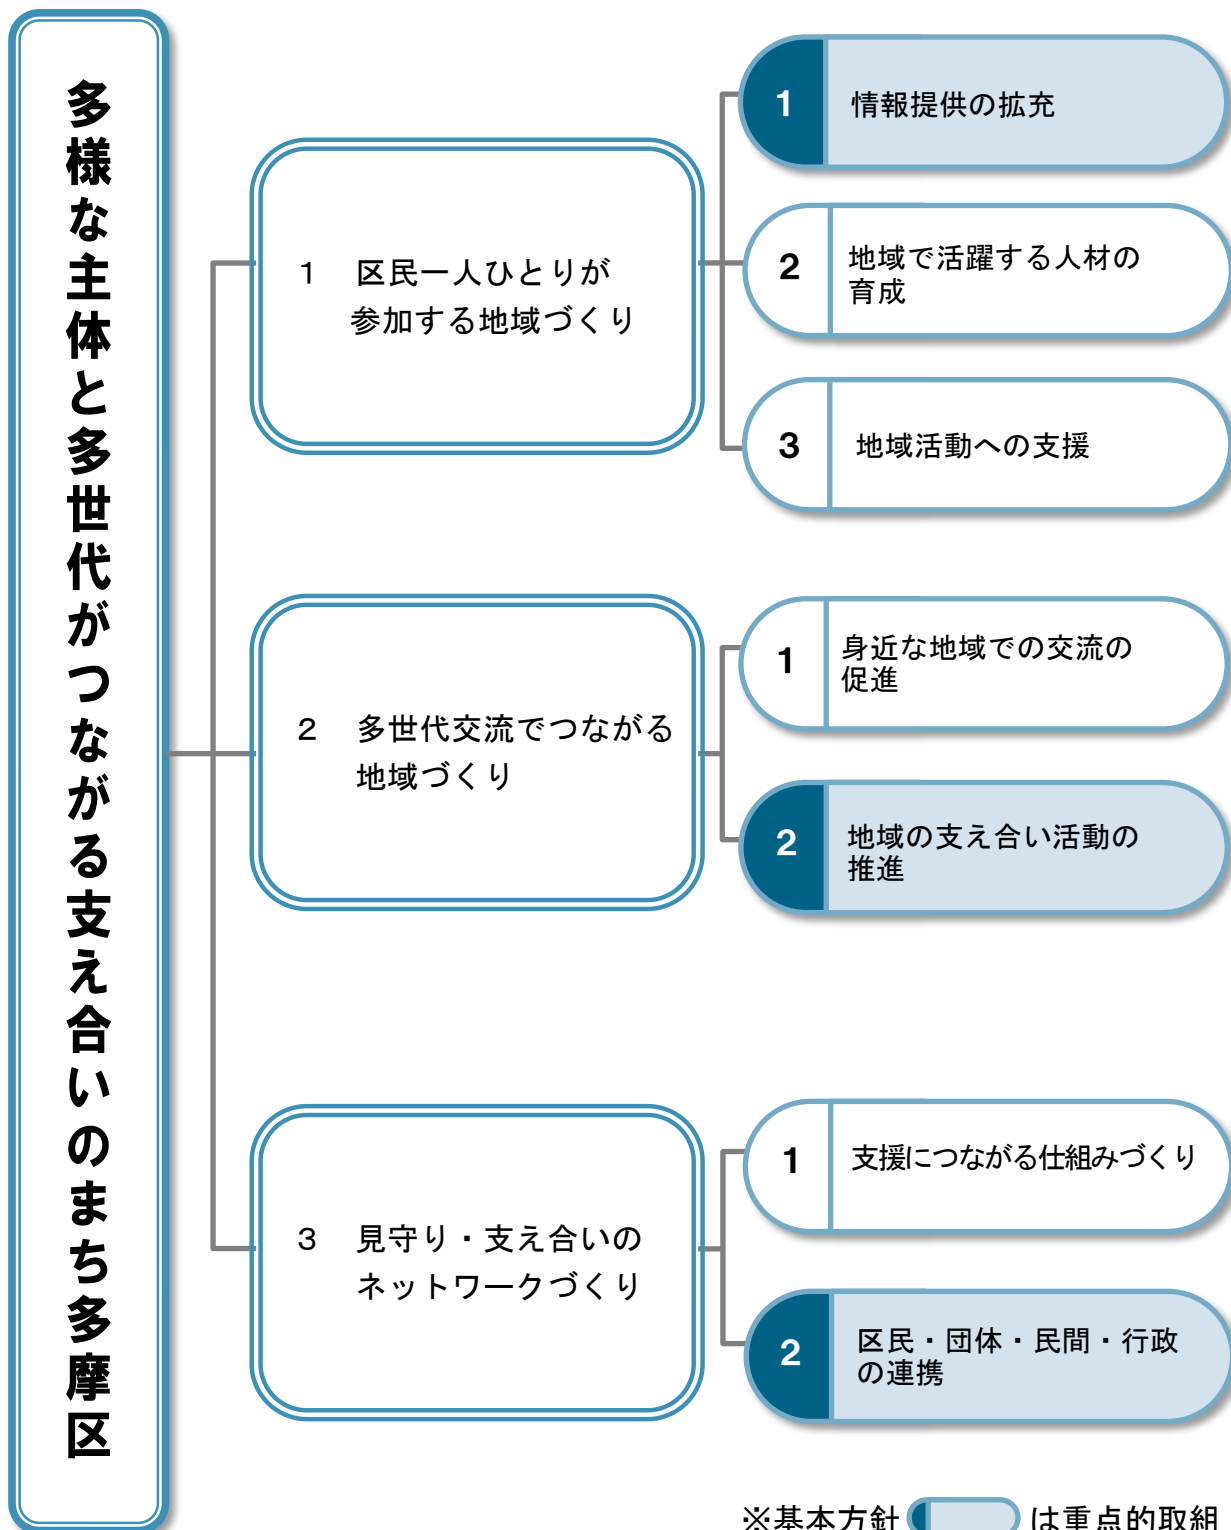 多様な主体と多世代がつながる支え合いのまち多摩区
1 区民一人ひとりが
参加する地域づくり
1 情報提供の拡充
2 地域で活躍する人材の
育成
3 地域活動への支援
2 多世代交流でつながる
地域づくり
1 身近な地域での交流の
促進
2 地域の支え合い活動の
推進
3 見守り・支え合いの
ネットワークづくり
1 支援につながる仕組みづくり
2 区民・団体・民間・行政
の連携
※基本方針 は重点的取組